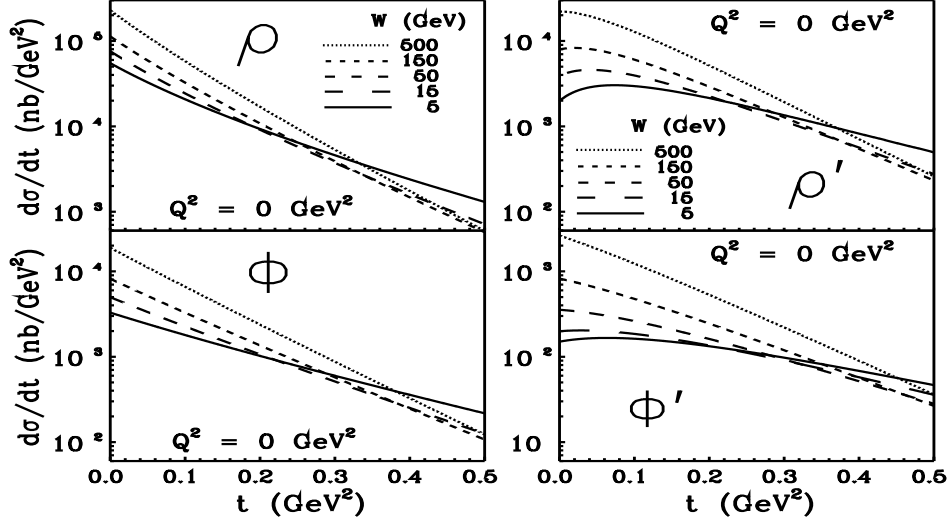 dσ/dt (nb/GeV²)
10⁵
10⁴
10³
ρ
W (GeV)
500
150
50
15
5
Q² = 0 GeV²
10⁴
10³
10²
Q² = 0 GeV²
W (GeV)
500
150
50
15
5
ρ′
dσ/dt (nb/GeV²)
10⁴
10³
10²
Φ
Q² = 0 GeV²
0.0 0.1 0.2 0.3 0.4 0.5
t (GeV²)
10³
10²
10
Q² = 0 GeV²
Φ′
0.0 0.1 0.2 0.3 0.4 0.5
t (GeV²)